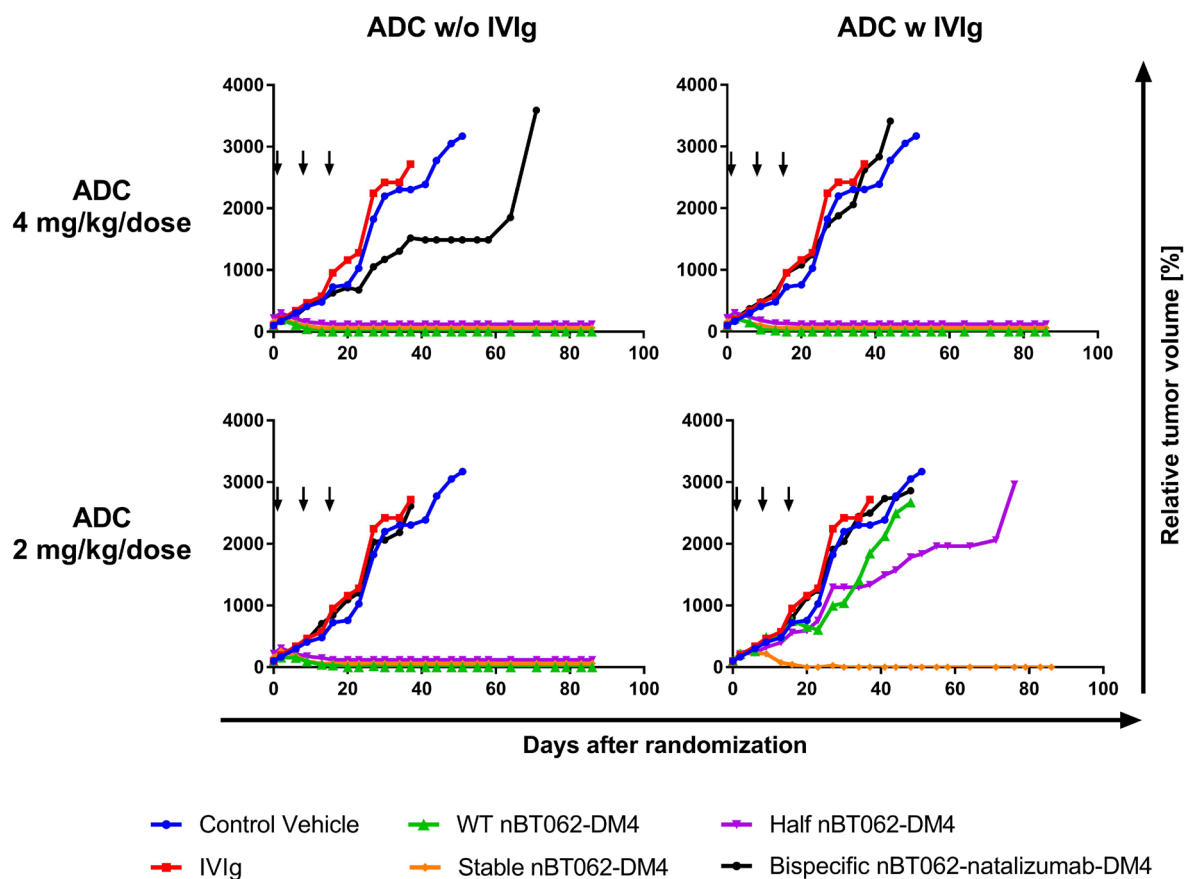 ADC w/o IVIg
ADC w IVIg
ADC
4 mg/kg/dose
4000
3000
2000
1000
0
0 20 40 60 80 100
4000
3000
2000
1000
0
0 20 40 60 80 100
ADC
2 mg/kg/dose
4000
3000
2000
1000
0
0 20 40 60 80 100
4000
3000
2000
1000
0
0 20 40 60 80 100
Relative tumor volume [%]
Days after randomization
Control Vehicle
WT nBT062-DM4
Half nBT062-DM4
IVIg
Stable nBT062-DM4
Bispecific nBT062-natalizumab-DM4